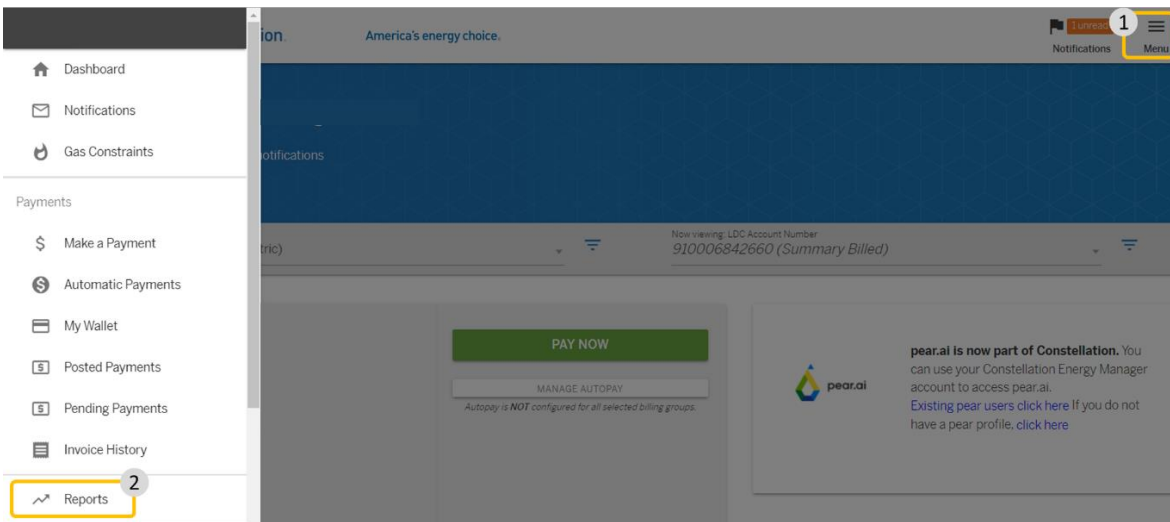 ion.
America's energy choice®
1 unread
1
Notifications
Menu
Dashboard
Notifications
Gas Constraints
otifications
Payments
Make a Payment
Automatic Payments
My Wallet
Posted Payments
Pending Payments
Invoice History
2
Reports
tric)
Now viewing: LDC Account Number
910006842660 (Summary Billed)
PAY NOW
MANAGE AUTOPAY
Autopay is NOT configured for all selected billing groups.
pear.ai
pear.ai is now part of Constellation. You
can use your Constellation Energy Manager
account to access pear.ai.
Existing pear users click here If you do not
have a pear profile, click here